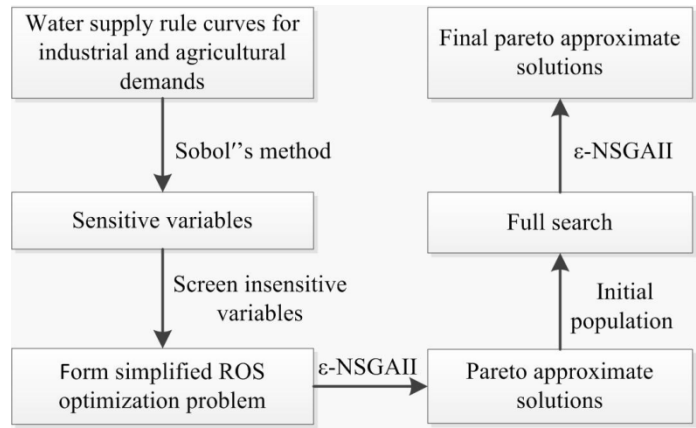 Water supply rule curves for
industrial and agricultural
demands
Sobol''s method
Sensitive variables
Screen insensitive
variables
Form simplified ROS
optimization problem
ε-NSGAII
Pareto approximate
solutions
Initial
population
Full search
ε-NSGAII
Final pareto approximate
solutions